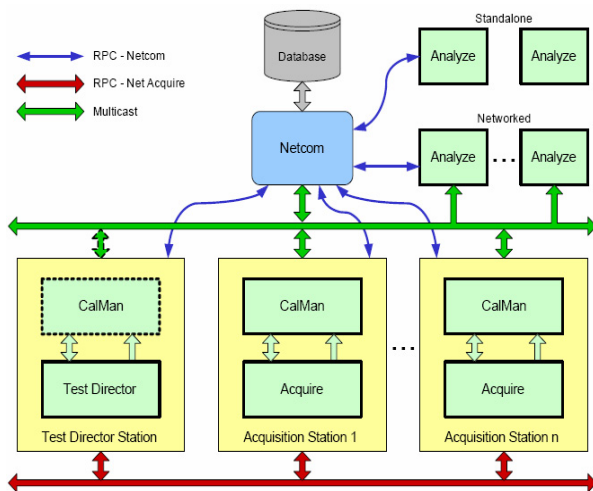 RPC - Netcom
RPC - Net Acquire
Multicast
Database
Netcom
Standalone
Analyze
Analyze
Networked
Analyze
...
Analyze
CalMan
Test Director
Test Director Station
CalMan
Acquire
Acquisition Station 1
...
CalMan
Acquire
Acquisition Station n